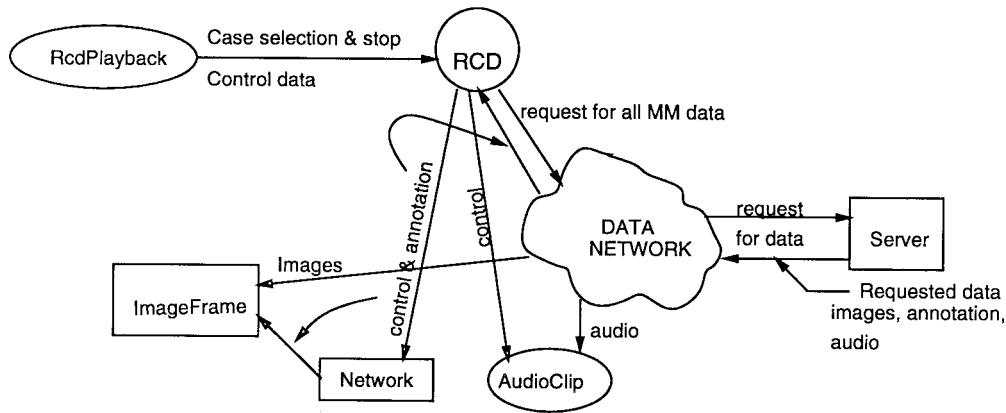 Case selection & stop
RcdPlayback
Control data
RCD
request for all MM data
control & annotation
control
DATA
NETWORK
request
for data
Server
Images
ImageFrame
Requested data
images, annotation,
audio
audio
Network
AudioClip